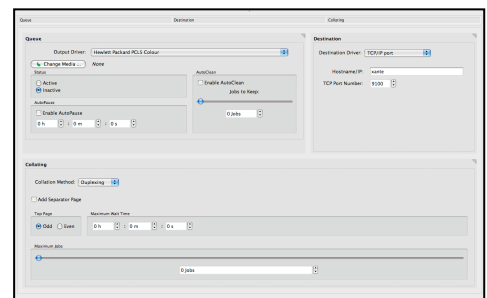 Queue Destination Collating
Queue
Output Driver: Hewlett Packard PCL5 Colour
Change Media ... None
Status
Active
Inactive
AutoPause
Enable AutoPause
0 h : 0 m : 0 s
AutoClean
Enable AutoClean
Jobs to Keep:
0 Jobs
Destination
Destination Driver: TCP/IP port
Hostname/IP: xante
TCP Port Number: 9100
Collating
Collation Method: Duplexing
Add Separator Page
Top Page
Odd Even
Maximum Wait Time
0 h : 0 m : 0 s
Maximum Jobs
0 Jobs